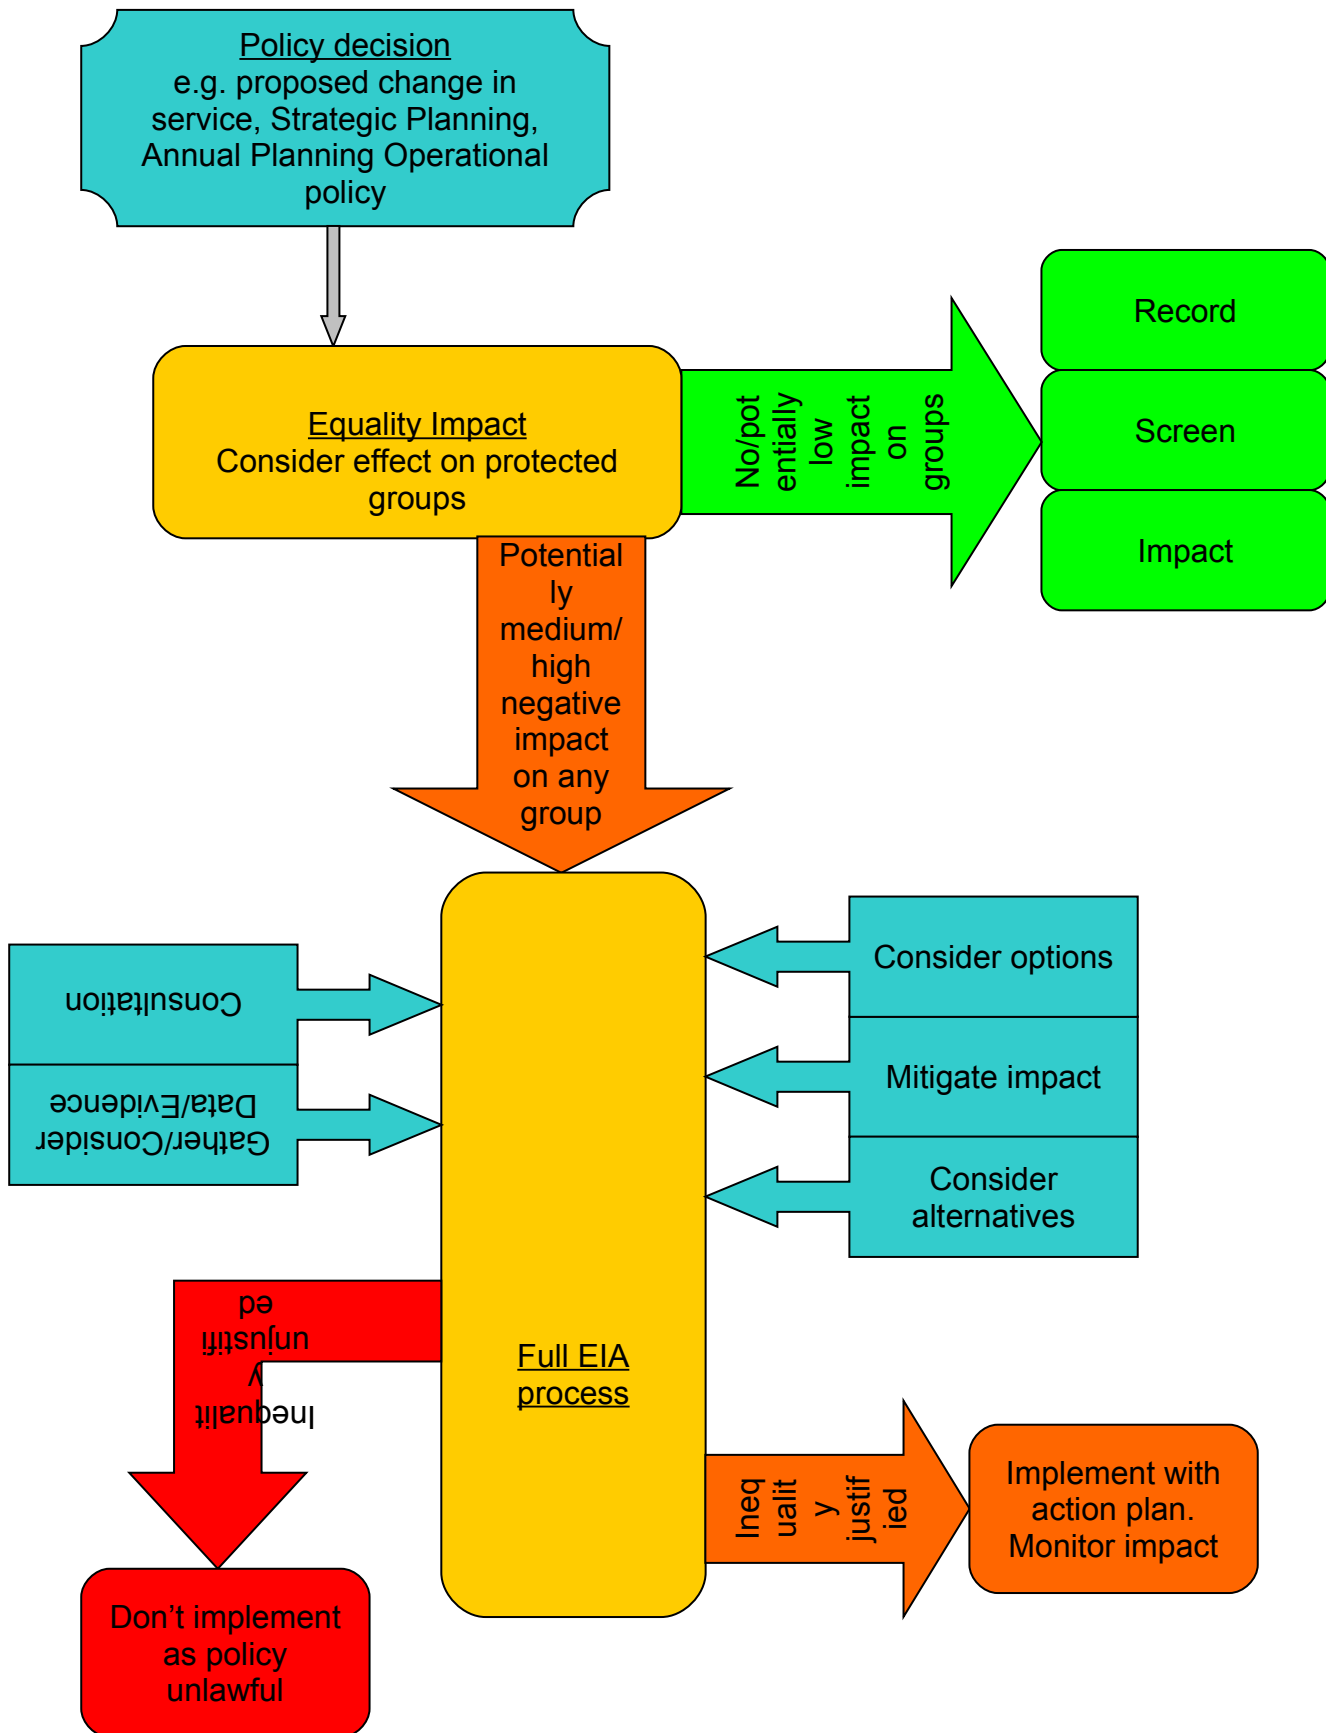 Policy decision
e.g. proposed change in
service, Strategic Planning,
Annual Planning Operational
policy
Equality Impact
Consider effect on protected
groups
No/pot
entially
low
impact
on
groups
Record
Screen
Impact
Potential
ly
medium/
high
negative
impact
on any
group
Consultation
Gather/Consider
Data/Evidence
Consider options
Mitigate impact
Consider
alternatives
Inequalit
y
unjustifi
ed
Full EIA
process
Ineq
ualit
y
justif
ied
Implement with
action plan.
Monitor impact
Don’t implement
as policy
unlawful